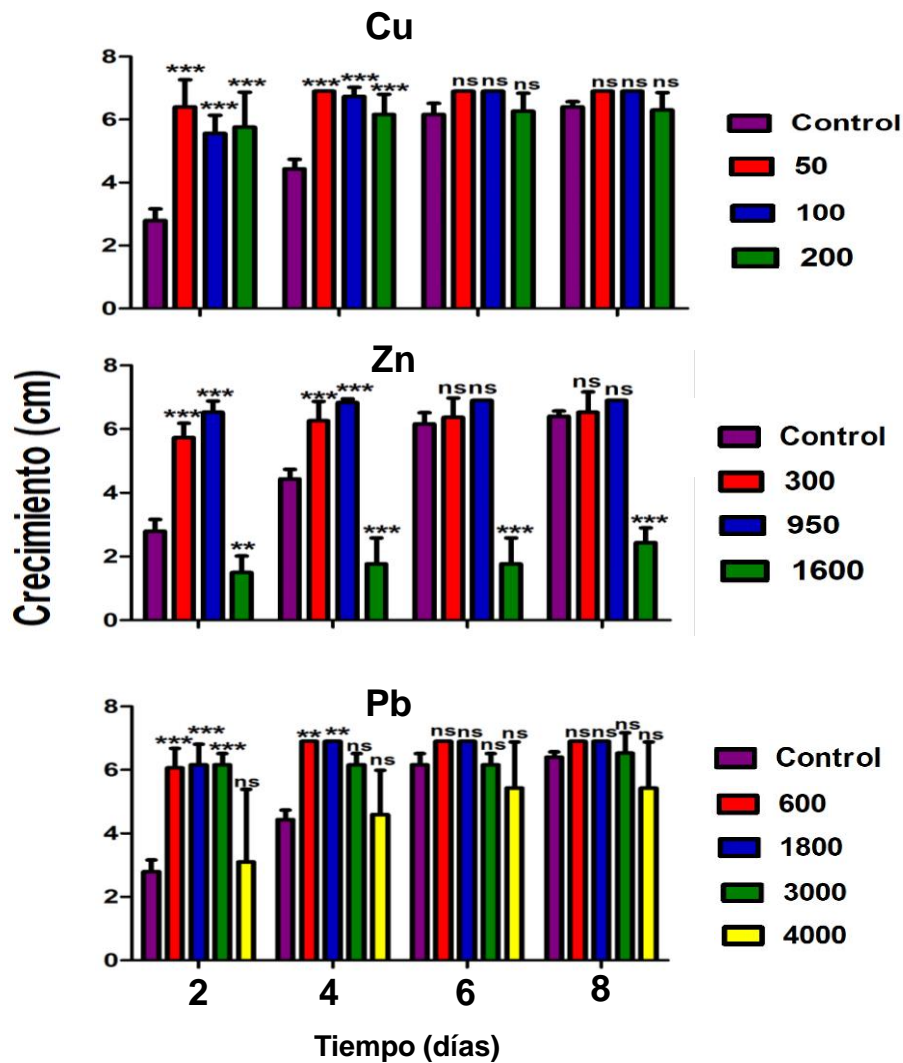 Cu
8
6
4
2
0
*** *** ***
*** *** ***
ns ns ns
ns ns ns
Control
50
100
200
Crecimiento (cm)
Zn
8
6
4
2
0
*** *** **
*** *** ***
ns ns ***
ns ns ***
Control
300
950
1600
Pb
8
6
4
2
0
*** *** *** ns
** ** ns ns
ns ns ns ns
ns ns ns ns
Control
600
1800
3000
4000
2 4 6 8
Tiempo (días)